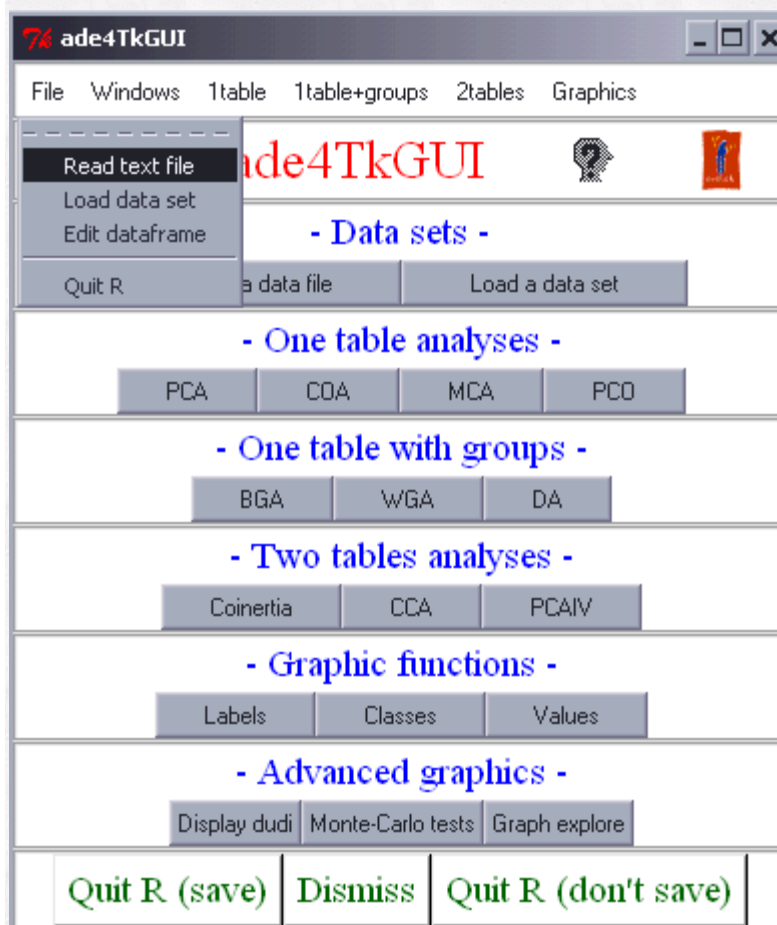 7% ade4TkGUI
File Windows 1table 1table+groups 2tables Graphics
Read text file
Load data set
Edit dataframe
Quit R
ade4TkGUI
- Data sets -
a data file Load a data set
- One table analyses -
PCA COA MCA PCO
- One table with groups -
BGA WGA DA
- Two tables analyses -
Coinertia CCA PCAIV
- Graphic functions -
Labels Classes Values
- Advanced graphics -
Display dudi Monte-Carlo tests Graph explore
Quit R (save) Dismiss Quit R (don't save)